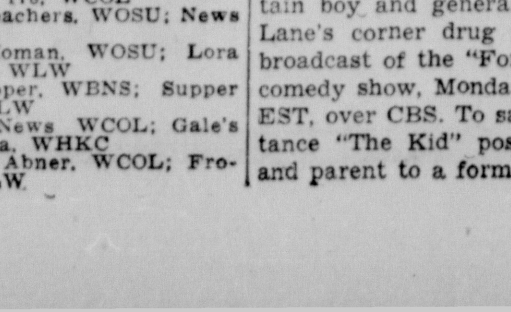 WCOL
achers, WOSU; News
oman, WOSU; Lora
WLW
per, WBNS; Supper
LW
News WCOL; Gale's
a, WHKC
Abner, WCOL; Fro-
W
tain boy and genera
Lane's corner drug
broadcast of the "Fo
comedy show, Monda
EST, over CBS. To sa
tance "The Kid" pos
and parent to a form